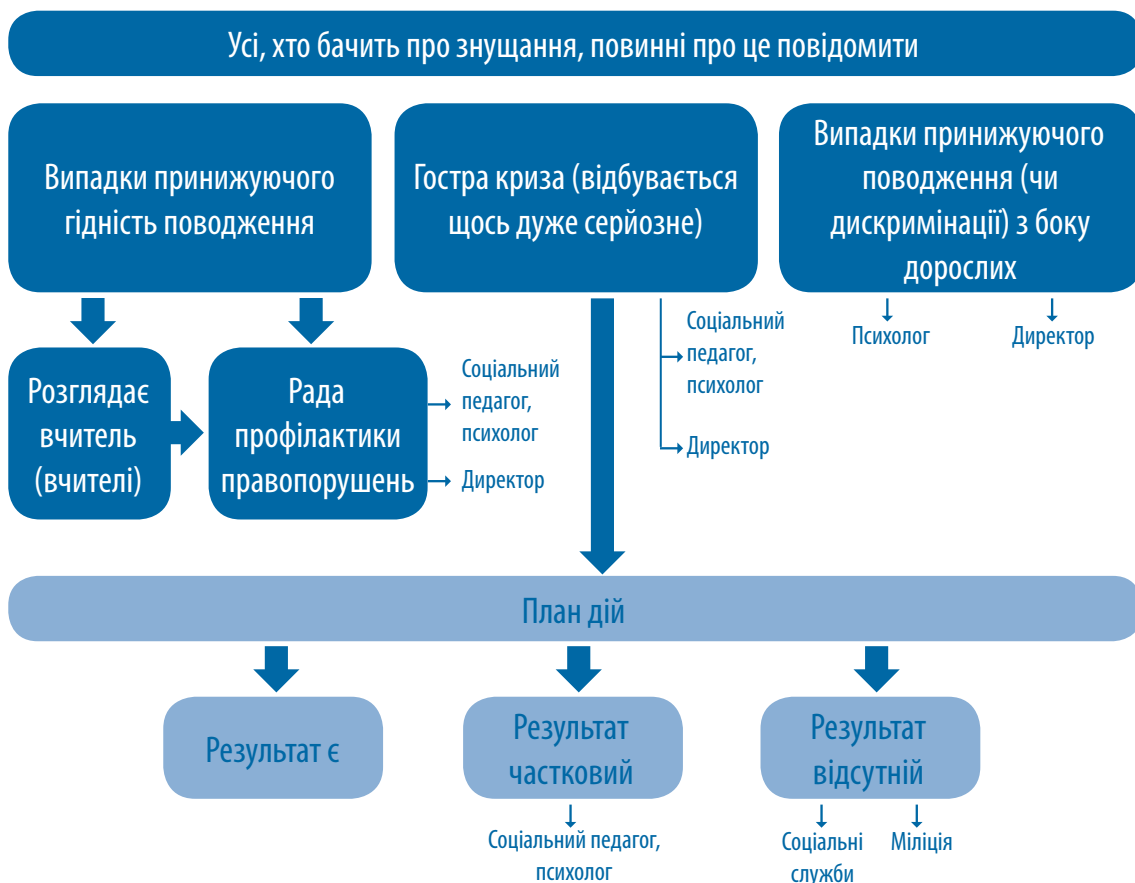 Усі, хто бачить про знущання, повинні про це повідомити
Випадки принижуючого
гідність поводження
Гостра криза (відбувається
щось дуже серйозне)
Випадки принижуючого
поводження (чи
дискримінації) з боку
дорослих
Психолог
Директор
Розглядає
вчитель
(вчителі)
Рада
профілактики
правопорушень
Соціальний
педагог,
психолог
Директор
Соціальний
педагог,
психолог
Директор
План дій
Результат є
Результат
частковий
Результат
відсутній
Соціальний педагог,
психолог
Соціальні
служби
Міліція